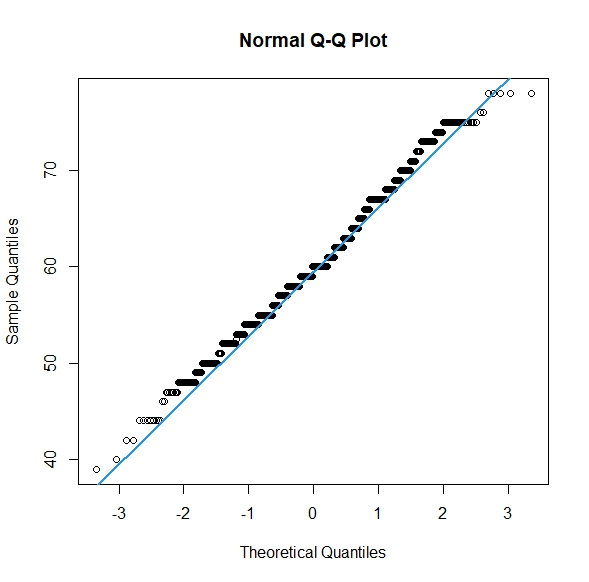 Normal Q-Q Plot
Sample Quantiles
70
60
50
40
-3 -2 -1 0 1 2 3
Theoretical Quantiles